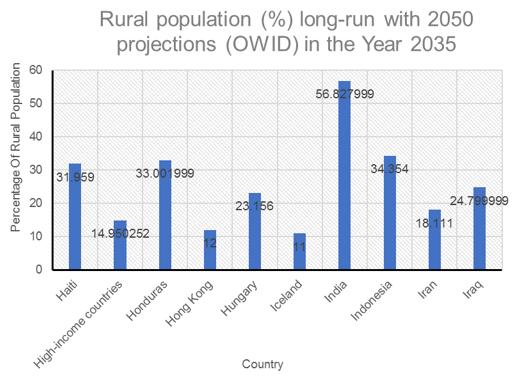 Rural population (%) long-run with 2050
projections (OWID) in the Year 2035
Percentage Of Rural Population
60
50
40
30
20
10
0
31.959
14.950252
33.001999
12
23.156
11
56.827999
34.354
18.111
24.799999
Haiti
High-income countries
Honduras
Hong Kong
Hungary
Iceland
India
Indonesia
Iran
Iraq
Country